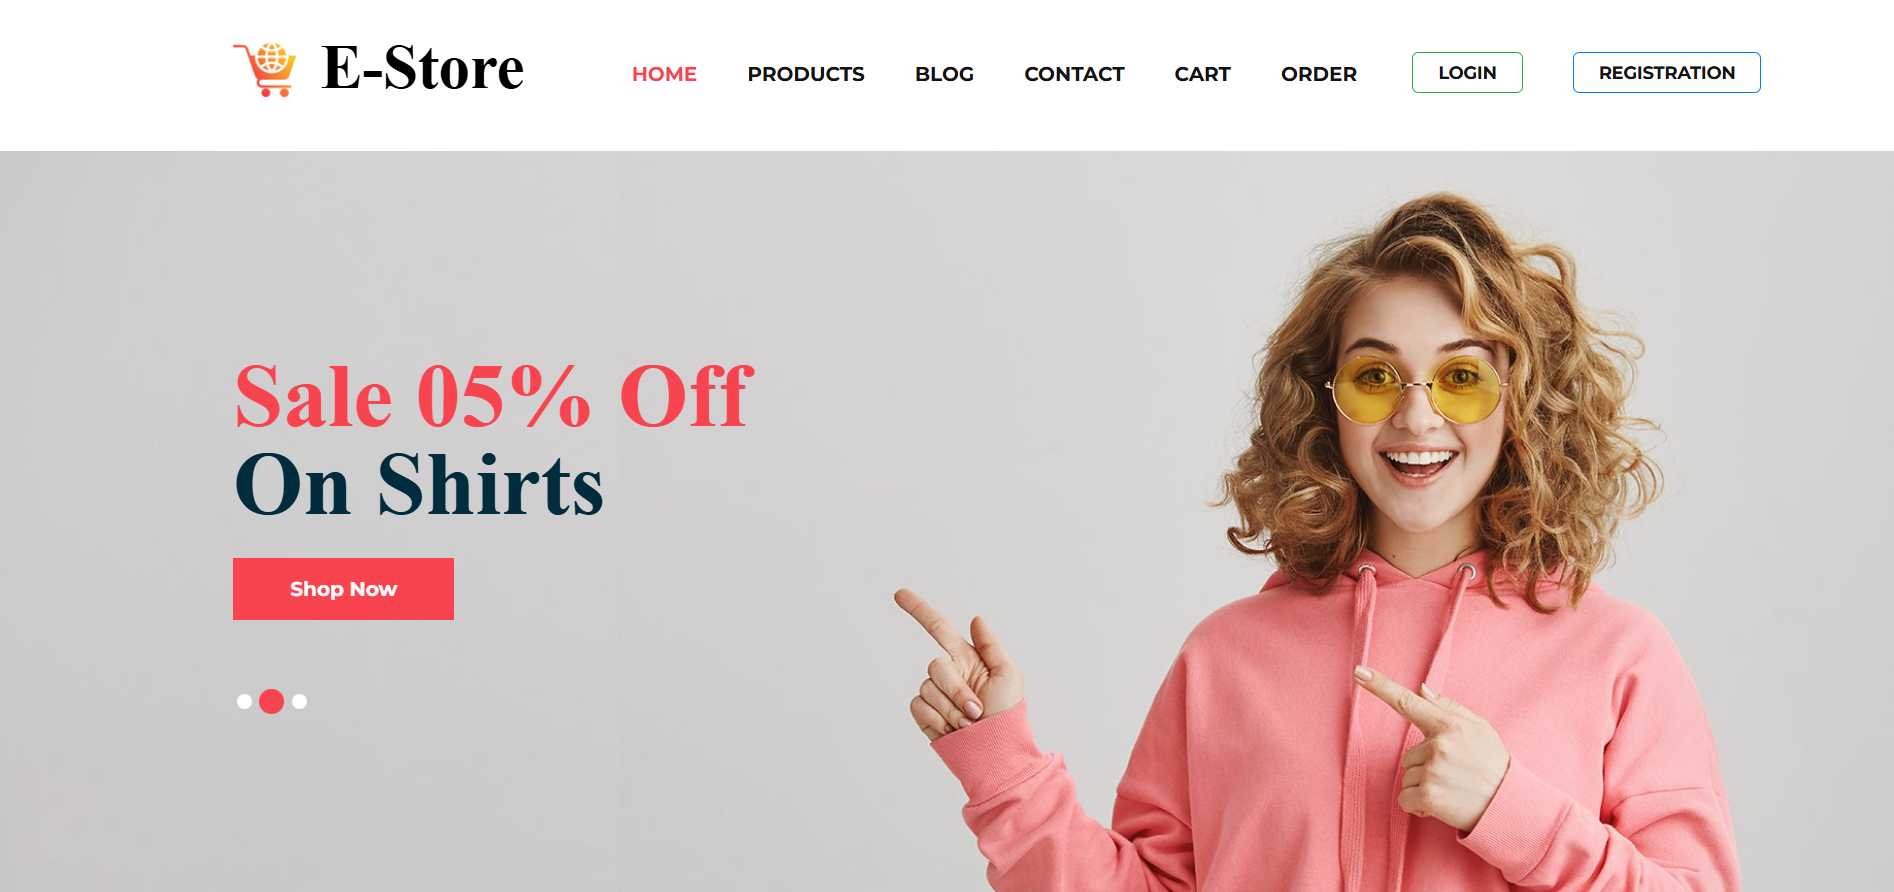 E-Store
HOME PRODUCTS BLOG CONTACT CART ORDER LOGIN REGISTRATION
Sale 05% Off
On Shirts
Shop Now